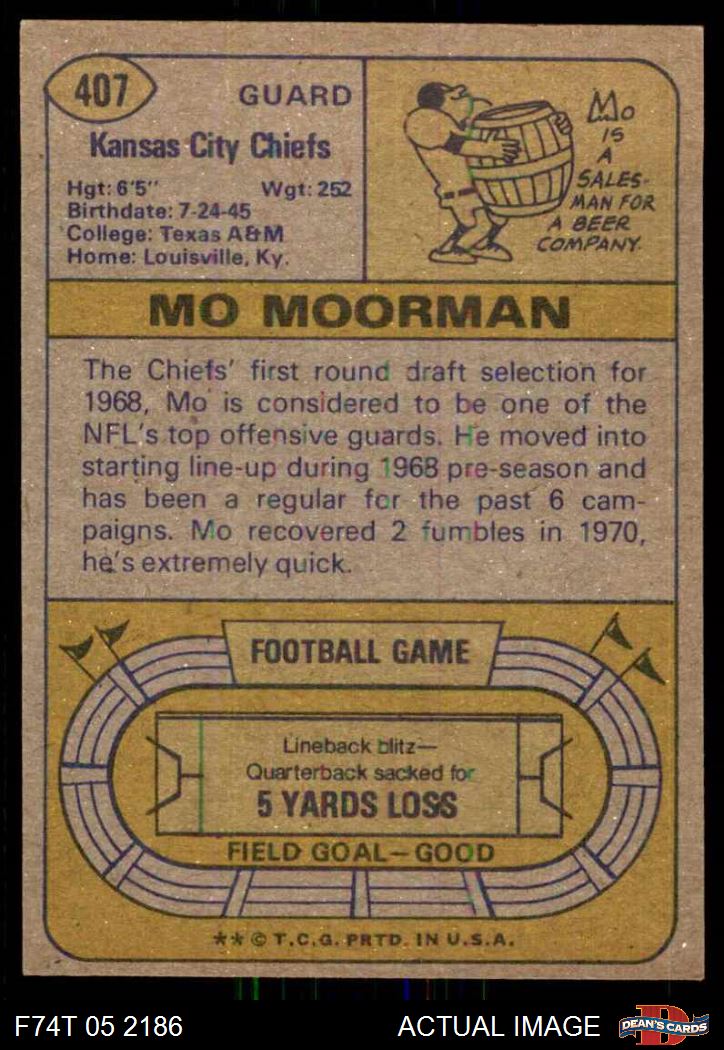 407
GUARD
Kansas City Chiefs
Hgt: 6'5" Wgt: 252
Birthdate: 7-24-45
College: Texas A&M
Home: Louisville, Ky.
Mo
IS
A
SALES-
MAN FOR
A BEER
COMPANY.
MO MOORMAN
The Chiefs' first round draft selection for
1968, Mo is considered to be one of the
NFL's top offensive guards. He moved into
starting line-up during 1968 pre-season and
has been a regular for the past 6 cam-
paigns. Mo recovered 2 fumbles in 1970,
he's extremely quick.
FOOTBALL GAME
Lineback blitz—
Quarterback sacked for
5 YARDS LOSS
FIELD GOAL—GOOD
** © T.C.G. PRTD. IN U.S.A.
F74T 05 2186
ACTUAL IMAGE
D
DEAN'S CARDS